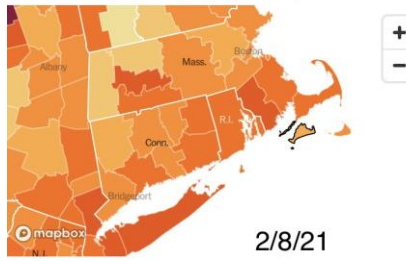 +
Boston
−
Mass.
Albany
R.I.
Conn.
Bridgeport
mapbox
N.J.
2/8/21